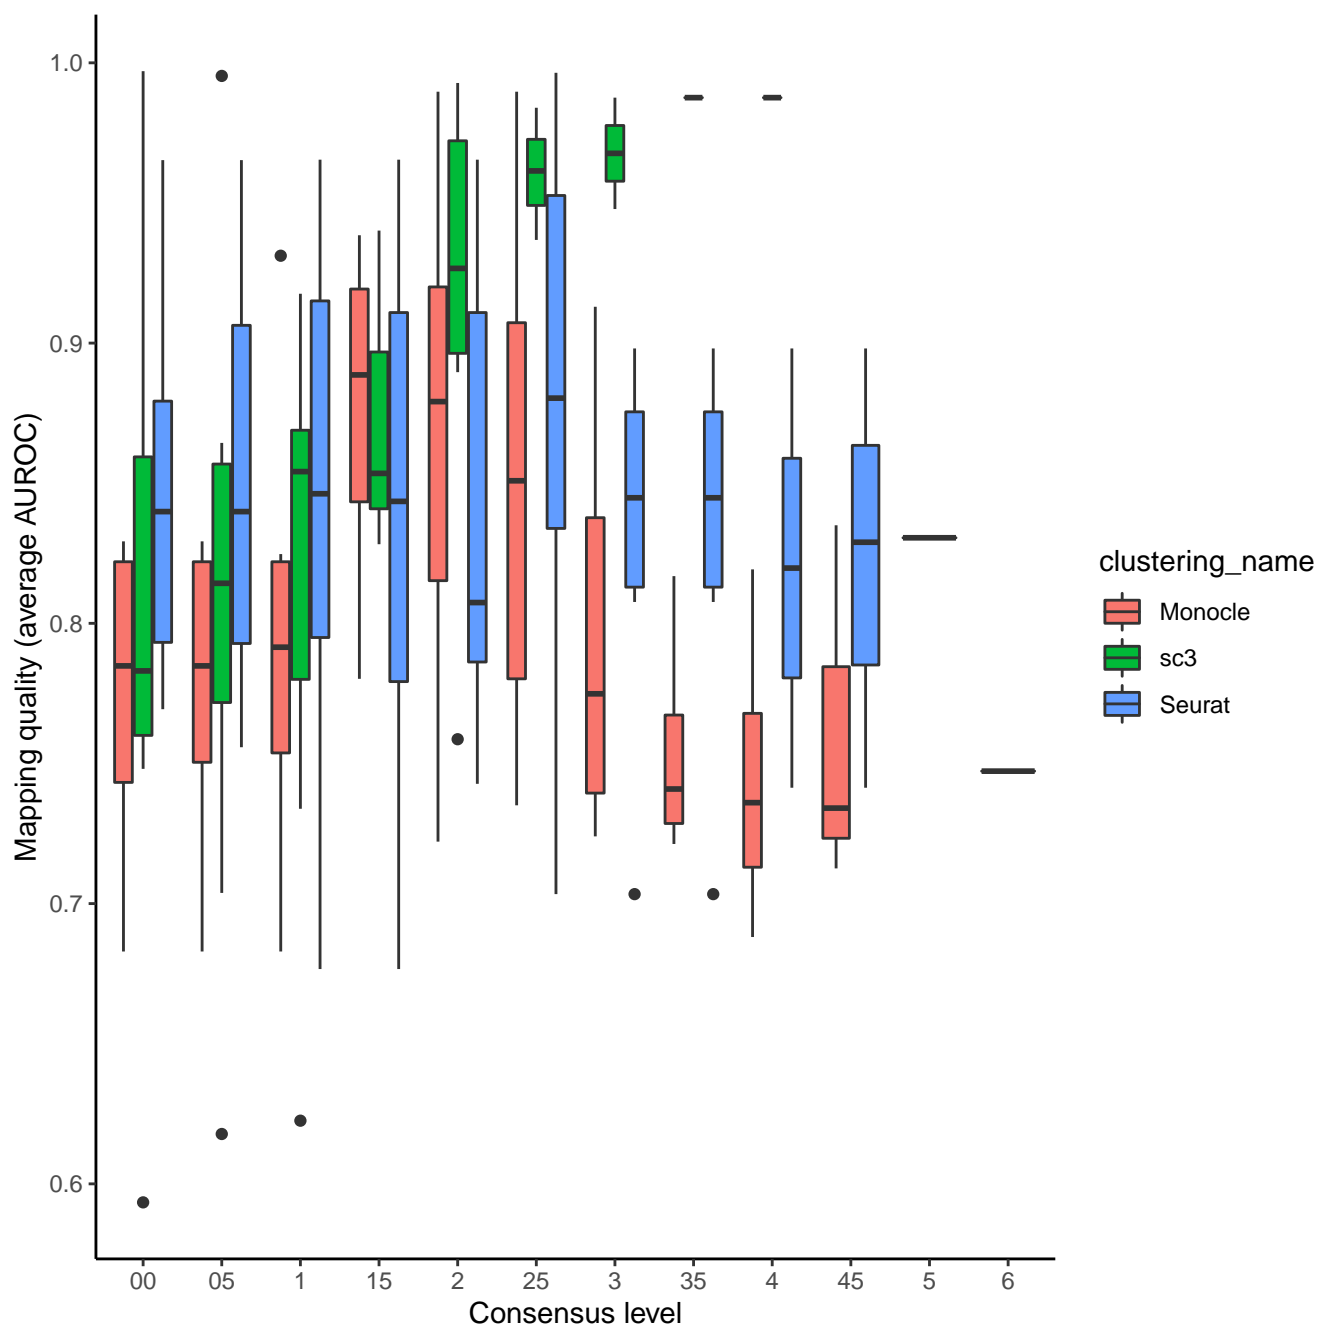 Mapping quality (average AUROC)
1.0
0.9
0.8
0.7
0.6
00 05 1 15 2 25 3 35 4 45 5 6
Consensus level
clustering_name
Monocle
sc3
Seurat